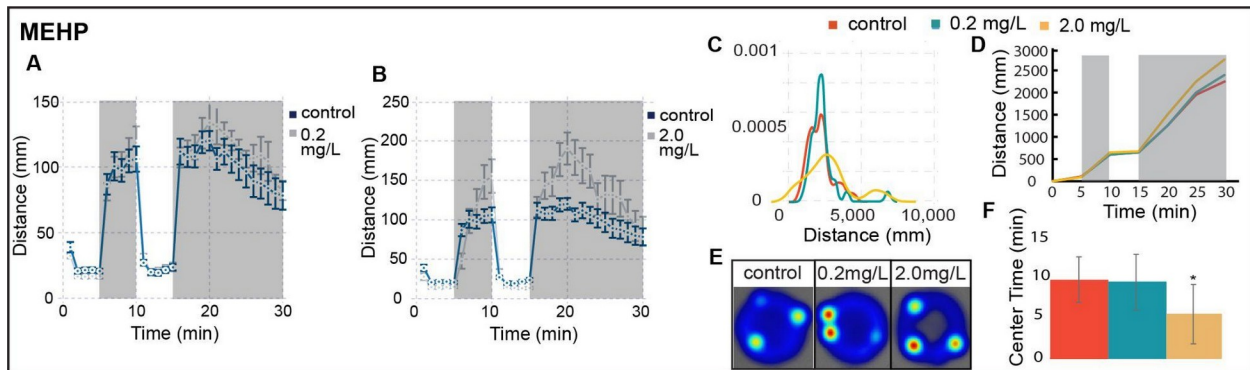 MEHP
control 0.2 mg/L 2.0 mg/L
A
Distance (mm)
150
100
50
0
0 10 20 30
Time (min)
control
0.2
mg/L
B
Distance (mm)
250
200
150
100
50
0
0 10 20 30
Time (min)
control
2.0
mg/L
C
0.001
0.0005
0
0 5,000 10,000
Distance (mm)
D
Distance (mm)
3000
2500
2000
1500
1000
500
0
0 5 10 15 20 25 30
Time (min)
E
control 0.2mg/L 2.0mg/L
F
Center Time (min)
15
10
5
0
*